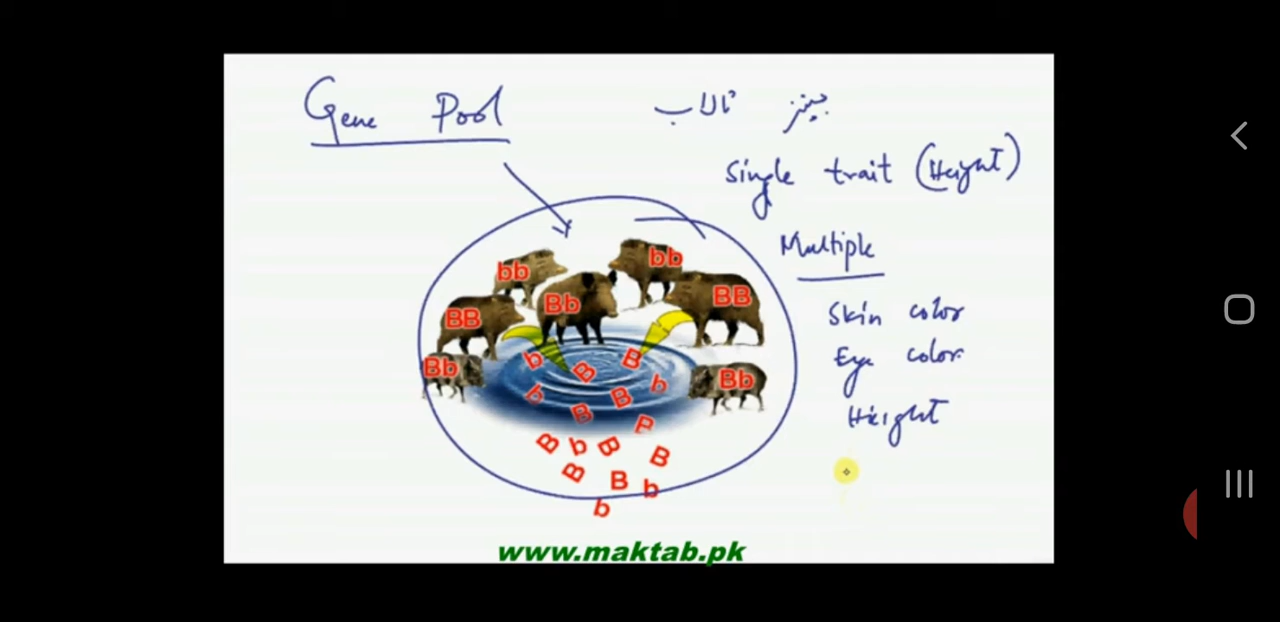 Gene Pool
جینز تالاب
Single trait (Height)
Multiple
Skin color
Eye color
Height
bb
bb
BB
Bb
BB
Bb
Bb
b B B b
b B B
B
B b B B
B B b
b
www.maktab.pk